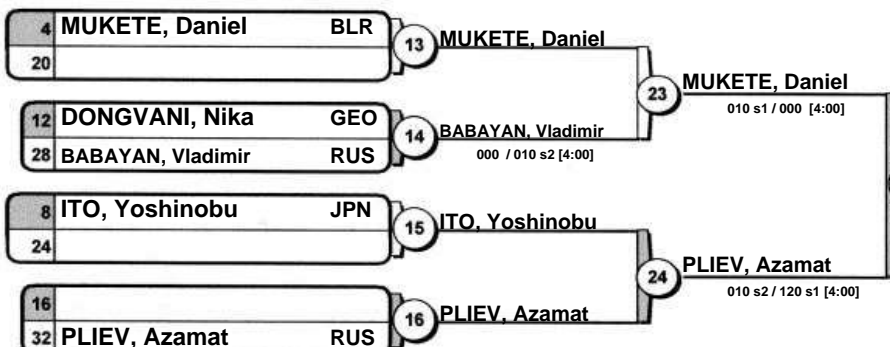 4 MUKETE, Daniel BLR
20
13 MUKETE, Daniel
12 DONGVANI, Nika GEO
28 BABAYAN, Vladimir RUS
14 BABAYAN, Vladimir
000 / 010 s2 [4:00]
23 MUKETE, Daniel
010 s1 / 000 [4:00]
8 ITO, Yoshinobu JPN
24
15 ITO, Yoshinobu
16
32 PLIEV, Azamat RUS
16 PLIEV, Azamat
24 PLIEV, Azamat
010 s2 / 120 s1 [4:00]